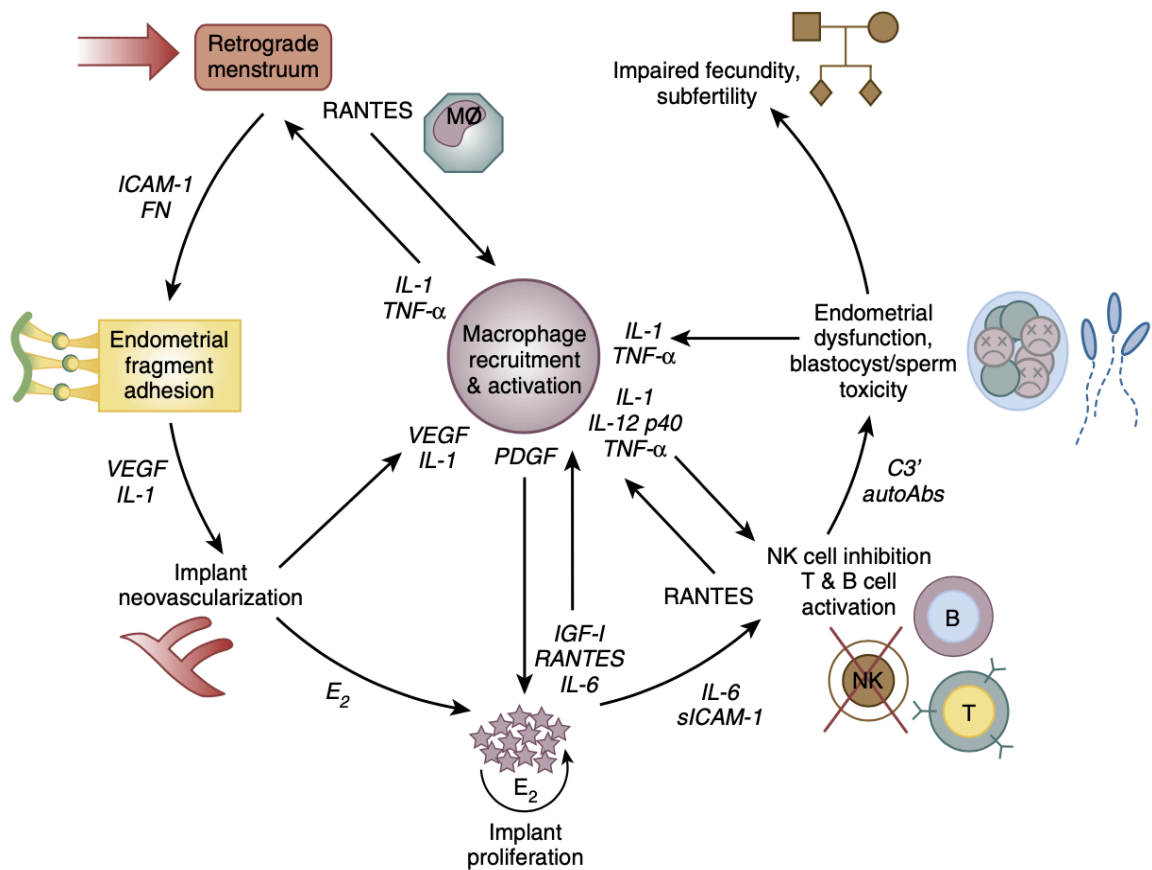 Retrograde
menstruum
RANTES
MØ
Impaired fecundity,
subfertility
ICAM-1
FN
IL-1
TNF-α
Endometrial
fragment
adhesion
Macrophage
recruitment
& activation
IL-1
TNF-α
Endometrial
dysfunction,
blastocyst/sperm
toxicity
IL-1
IL-12 p40
TNF-α
VEGF
IL-1
PDGF
VEGF
IL-1
C3’
autoAbs
Implant
neovascularization
NK cell inhibition
T & B cell
activation
RANTES
B
IGF-I
RANTES
IL-6
E2
IL-6
sICAM-1
NK
T
E2
Implant
proliferation